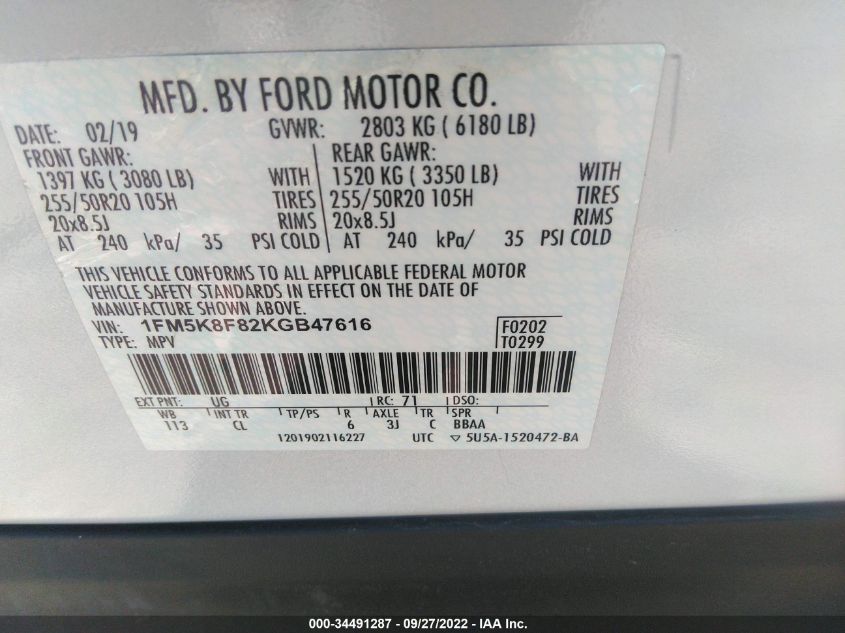 MFD. BY FORD MOTOR CO.
DATE: 02/19 GVWR: 2803 KG ( 6180 LB)
FRONT GAWR: REAR GAWR:
1397 KG ( 3080 LB) WITH 1520 KG ( 3350 LB) WITH
255/50R20 105H TIRES 255/50R20 105H TIRES
20x8.5J RIMS 20x8.5J RIMS
AT 240 kPa/ 35 PSI COLD AT 240 kPa/ 35 PSI COLD
THIS VEHICLE CONFORMS TO ALL APPLICABLE FEDERAL MOTOR
VEHICLE SAFETY STANDARDS IN EFFECT ON THE DATE OF
MANUFACTURE SHOWN ABOVE.
VIN: 1FM5K8F82KGB47616 F0202
TYPE: MPV T0299
EXT PNT: UG RC: 71 DSO:
WB INT TR TP/PS R AXLE TR SPR
113 CL 6 3J C BBAA
1201902116227 UTC ▽ 5U5A-1520472-BA
000-34491287 - 09/27/2022 - IAA Inc.